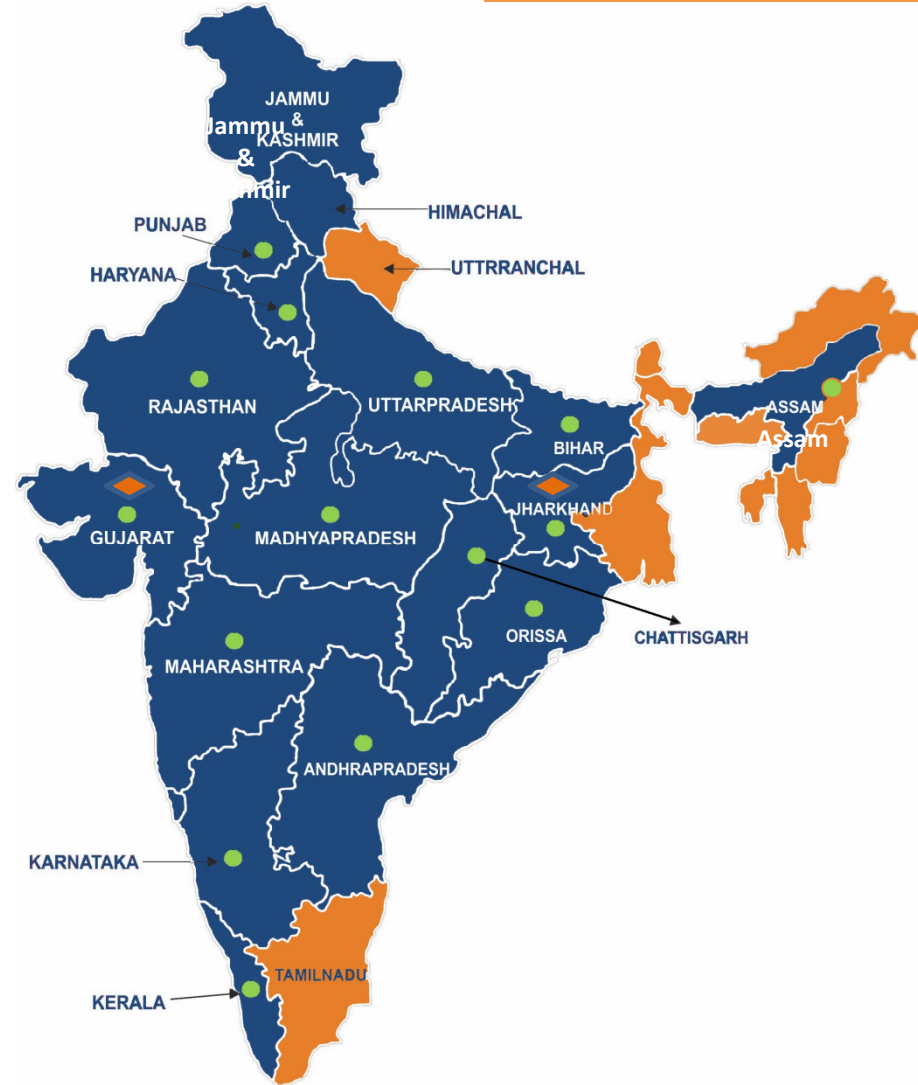 JAMMU
&
KASHMIR
Jammu
&
HIMACHAL
PUNJAB
UTTRRANCHAL
HARYANA
RAJASTHAN
UTTARPRADESH
ASSAM
Assam
BIHAR
JHARKHAND
GUJARAT
MADHYAPRADESH
ORISSA
CHATTISGARH
MAHARASHTRA
ANDHRAPRADESH
KARNATAKA
TAMILNADU
KERALA